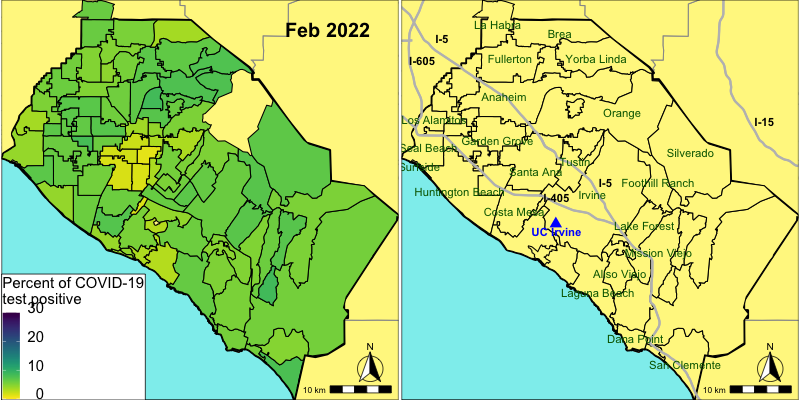 Feb 2022
Percent of COVID-19
test positive
30
20
10
0
N
10 km
La Habra
Brea
I-5
I-605
Fullerton
Yorba Linda
Anaheim
Orange
I-15
Los Alamitos
Garden Grove
Seal Beach
Silverado
Sunside
Tustin
Santa Ana
I-5
Foothill Ranch
Huntington Beach
I-405
Irvine
Costa Mesa
UC Irvine
Lake Forest
Mission Viejo
Aliso Viejo
Laguna Beach
Dana Point
San Clemente
N
10 km